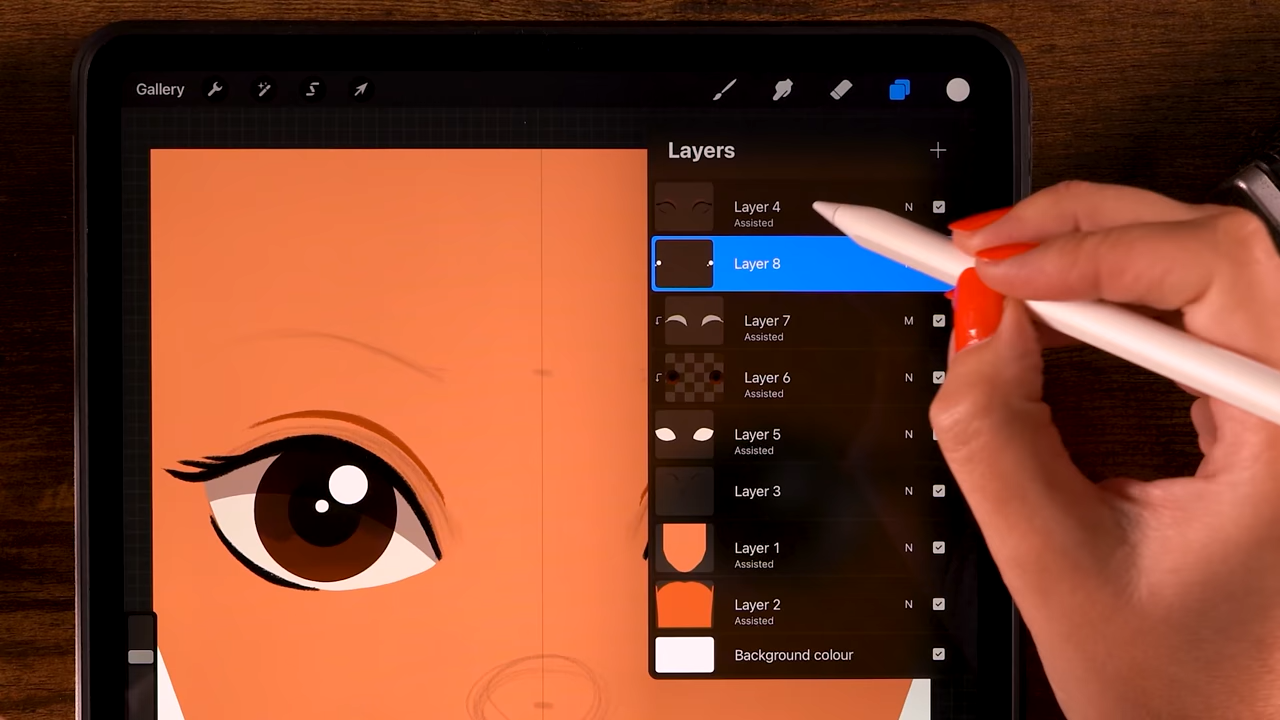 Gallery
Layers
Layer 4
N
Assisted
Layer 8
Layer 7
M
Assisted
Layer 6
N
Assisted
Layer 5
N
Assisted
Layer 3
N
Layer 1
N
Assisted
Layer 2
N
Assisted
Background colour